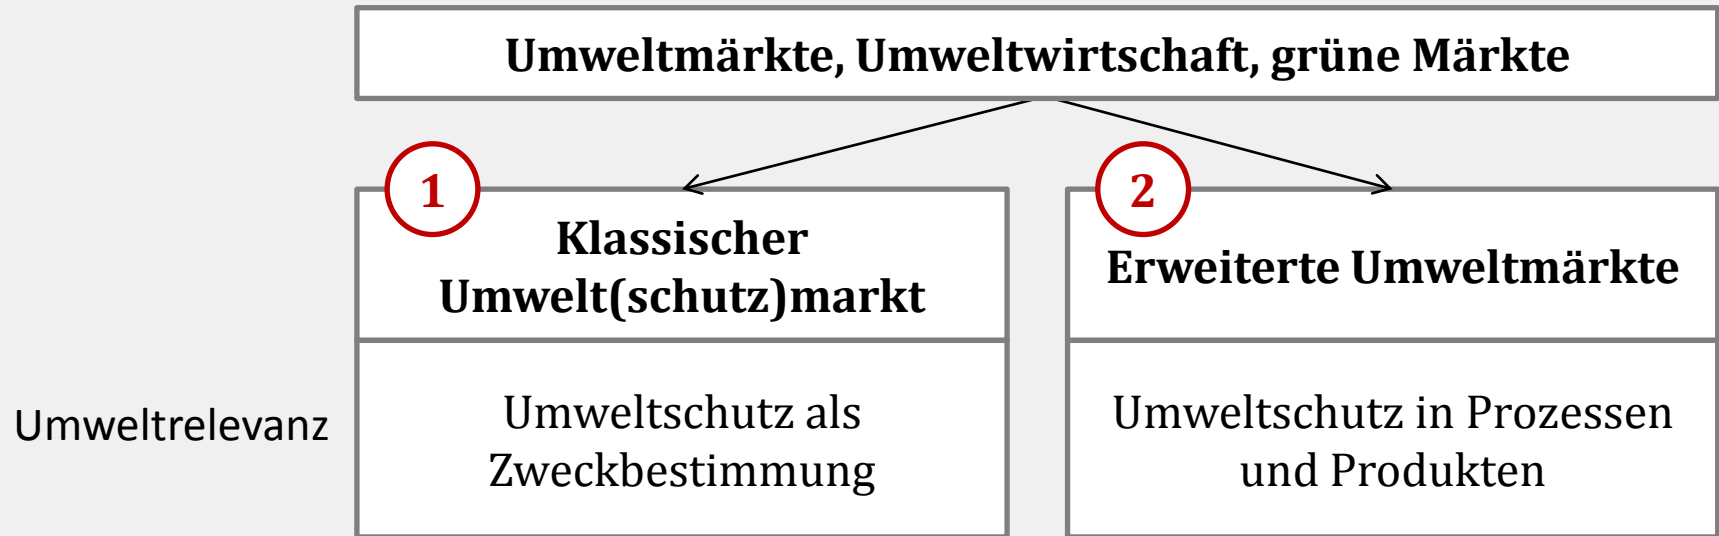 Umweltmärkte, Umweltwirtschaft, grüne Märkte
1
Klassischer
Umwelt(schutz)markt
2
Erweiterte Umweltmärkte
Umweltrelevanz
Umweltschutz als
Zweckbestimmung
Umweltschutz in Prozessen
und Produkten